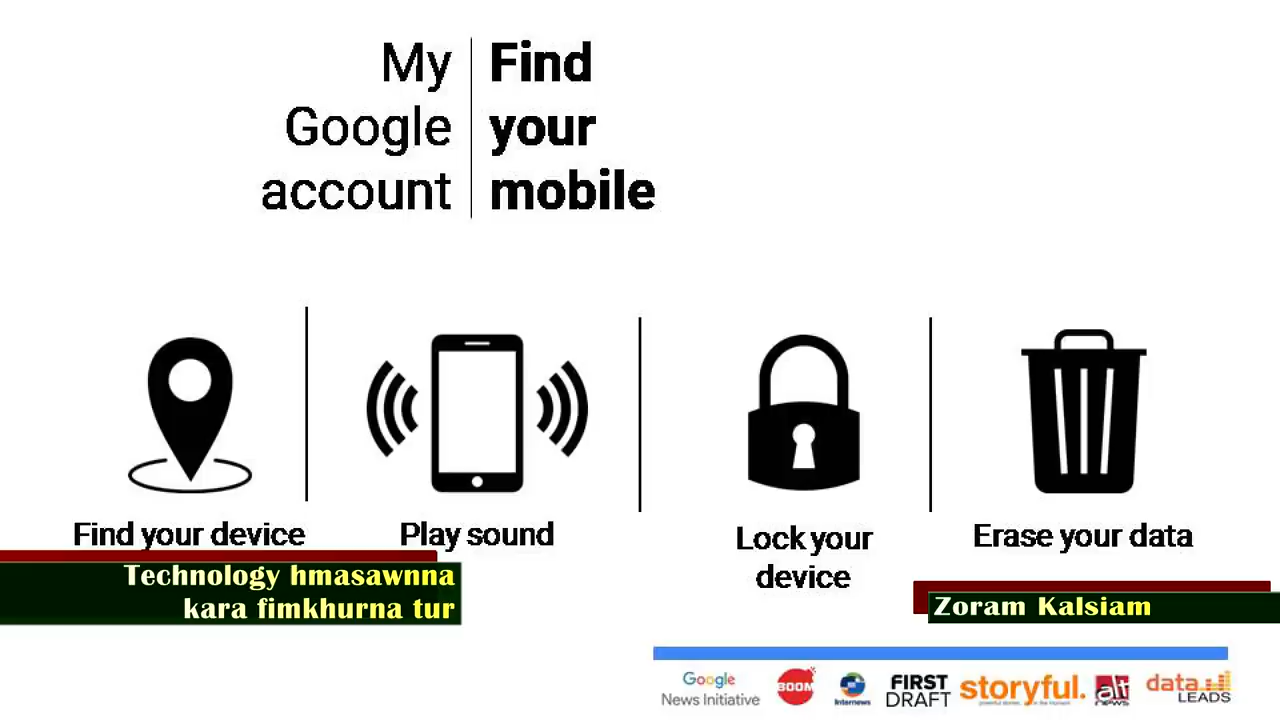 My
Google
account
Find
your
mobile
Find your device
Play sound
Lock your
device
Erase your data
Technology hmasawnna
kara fimkhurna tur
Zoram Kalsiam
Google
News Initiative
BOOM
Internews
FIRST
DRAFT
storyful.
alt
news
data
LEADS